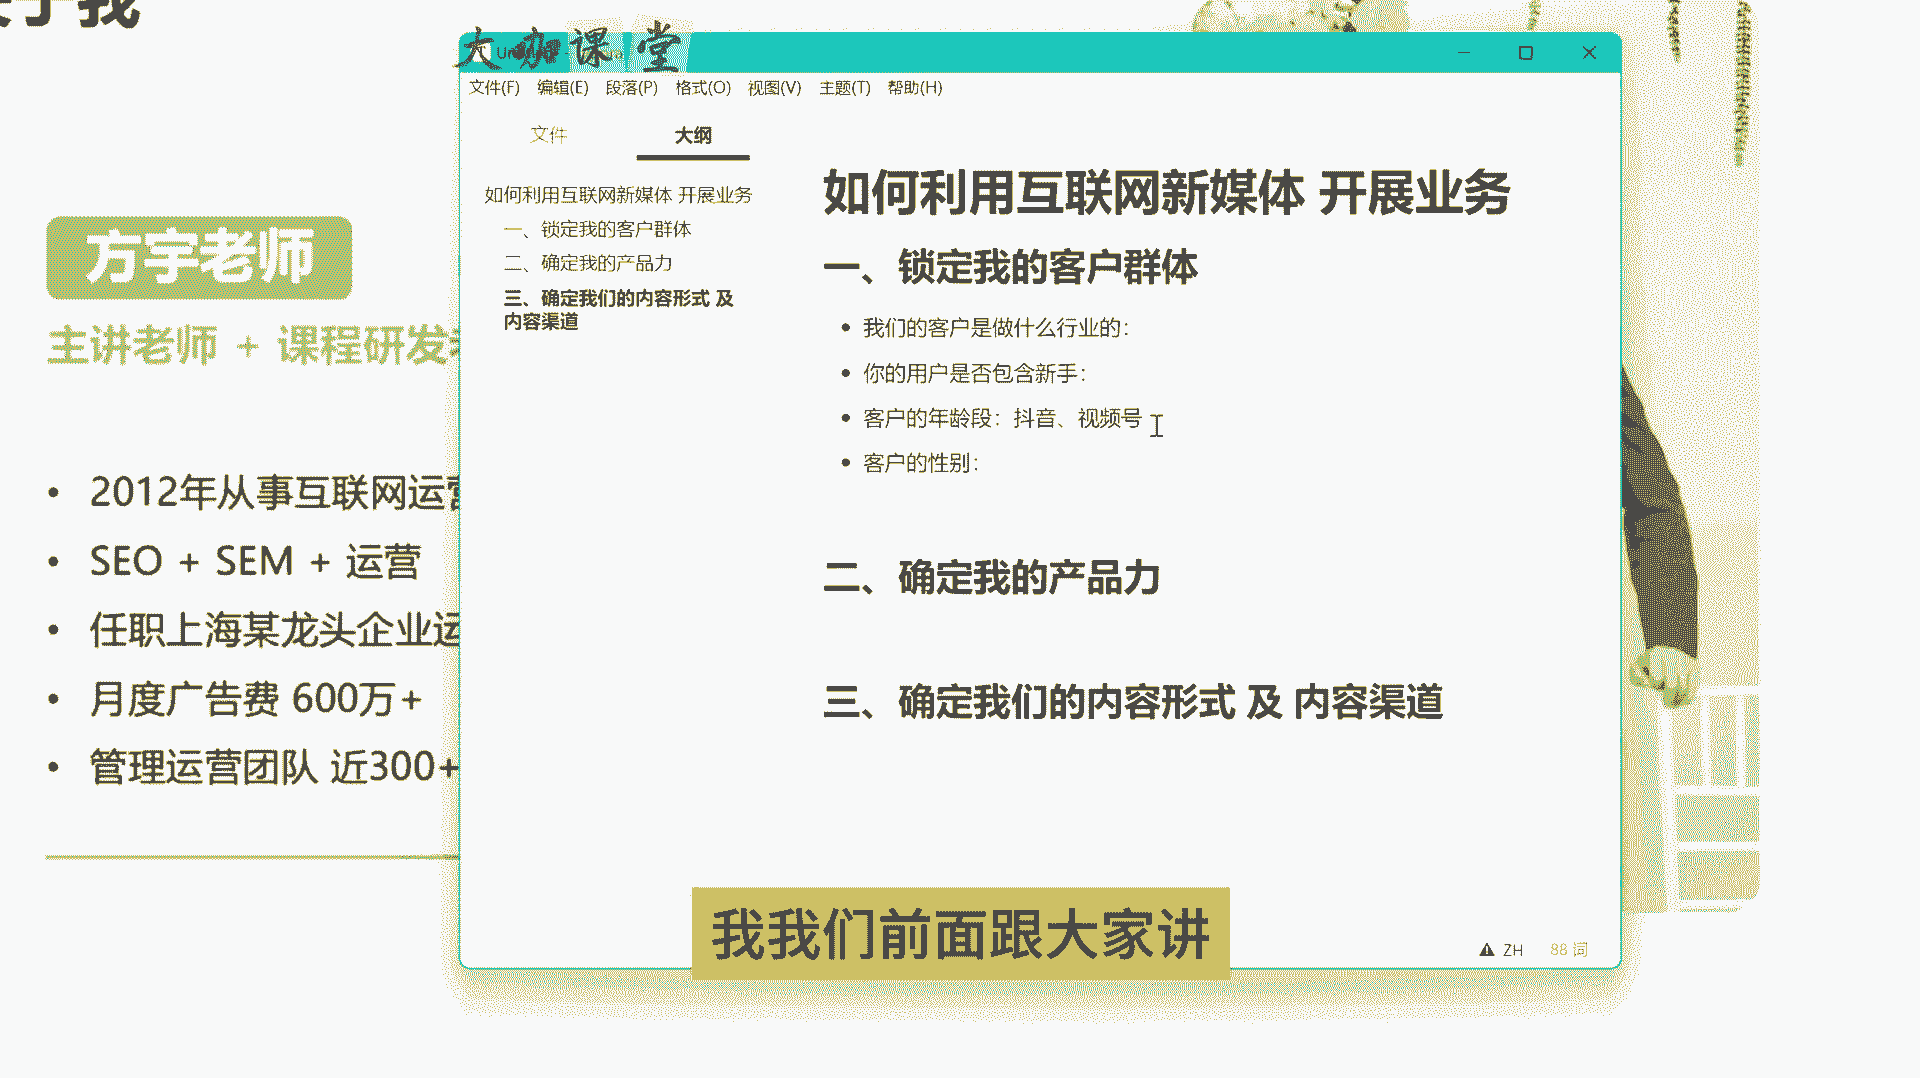 大咖课堂
文件(F) 编辑(E) 段落(P) 格式(O) 视图(V) 主题(T) 帮助(H)
文件 大纲
如何利用互联网新媒体 开展业务
一、锁定我的客户群体
二、确定我的产品力
三、确定我们的内容形式 及
内容渠道
如何利用互联网新媒体 开展业务
一、锁定我的客户群体
• 我们的客户是做什么行业的：
• 你的用户是否包含新手：
• 客户的年龄段：抖音、视频号
• 客户的性别：
二、确定我的产品力
三、确定我们的内容形式 及 内容渠道
ZH 88 词
方宇老师
主讲老师 + 课程研发
• 2012年从事互联网运营
• SEO + SEM + 运营
• 任职上海某龙头企业运
• 月度广告费 600万+
• 管理运营团队 近300+
我我们前面跟大家讲